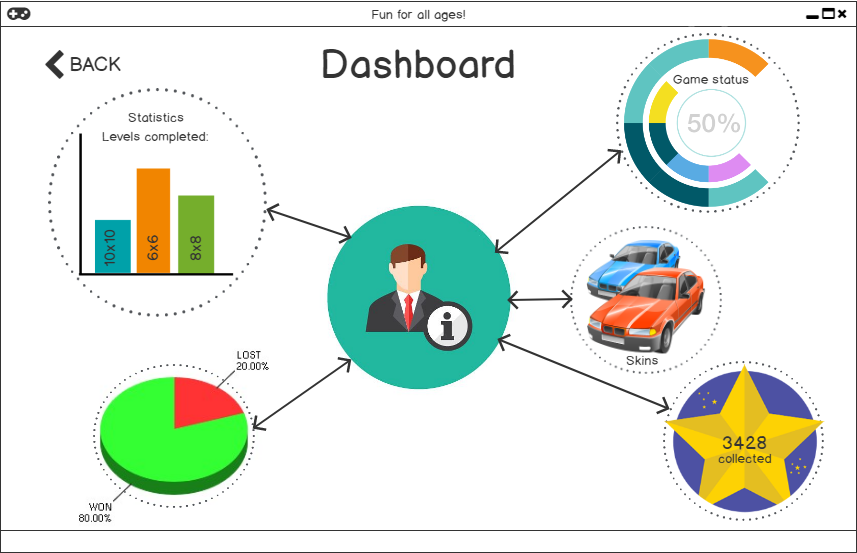 Fun for all ages!
BACK
Dashboard
Statistics
Levels completed:
10x10
6x6
8x8
Game status
50%
Skins
LOST
20.00%
WON
80.00%
3428
collected